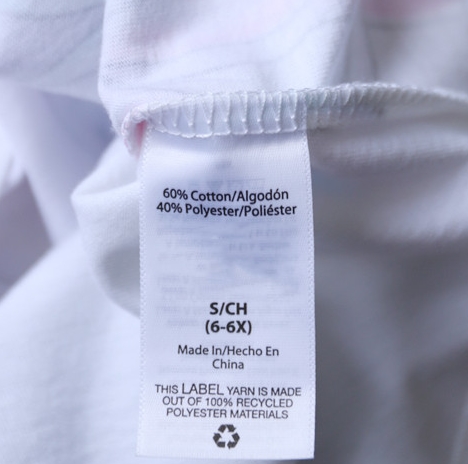 60% Cotton/Algodón
40% Polyester/Poliéster
S/CH
(6-6X)
Made In/Hecho En
China
THIS LABEL YARN IS MADE
OUT OF 100% RECYCLED
POLYESTER MATERIALS